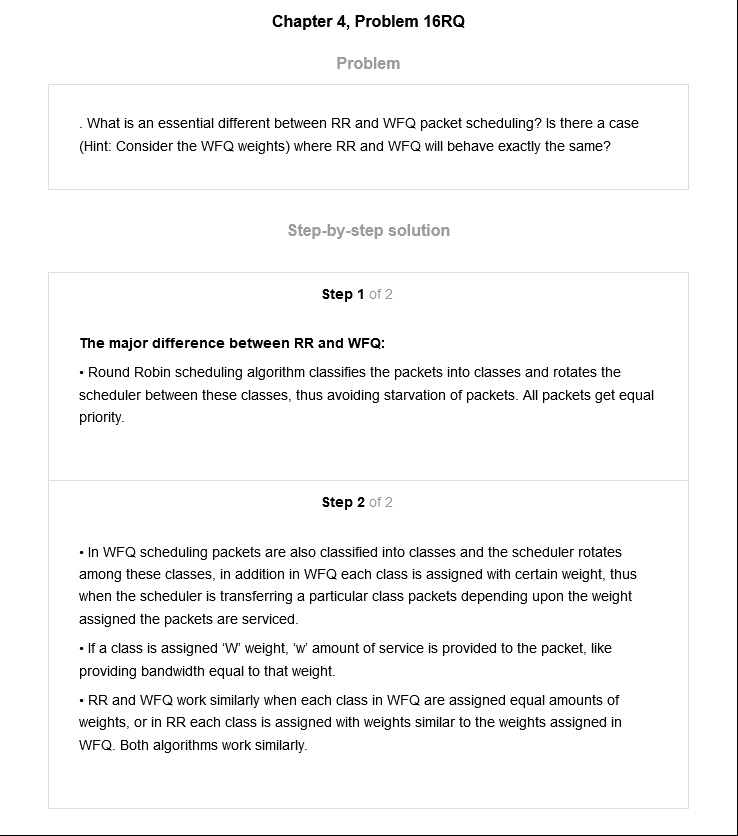 Chapter 4, Problem 16RQ
Problem
. What is an essential different between RR and WFQ packet scheduling? Is there a case
(Hint: Consider the WFQ weights) where RR and WFQ will behave exactly the same?
Step-by-step solution
Step 1 of 2
The major difference between RR and WFQ:
• Round Robin scheduling algorithm classifies the packets into classes and rotates the
scheduler between these classes, thus avoiding starvation of packets. All packets get equal
priority.
Step 2 of 2
• In WFQ scheduling packets are also classified into classes and the scheduler rotates
among these classes, in addition in WFQ each class is assigned with certain weight, thus
when the scheduler is transferring a particular class packets depending upon the weight
assigned the packets are serviced.
• If a class is assigned ‘W’ weight, ‘w’ amount of service is provided to the packet, like
providing bandwidth equal to that weight.
• RR and WFQ work similarly when each class in WFQ are assigned equal amounts of
weights, or in RR each class is assigned with weights similar to the weights assigned in
WFQ. Both algorithms work similarly.